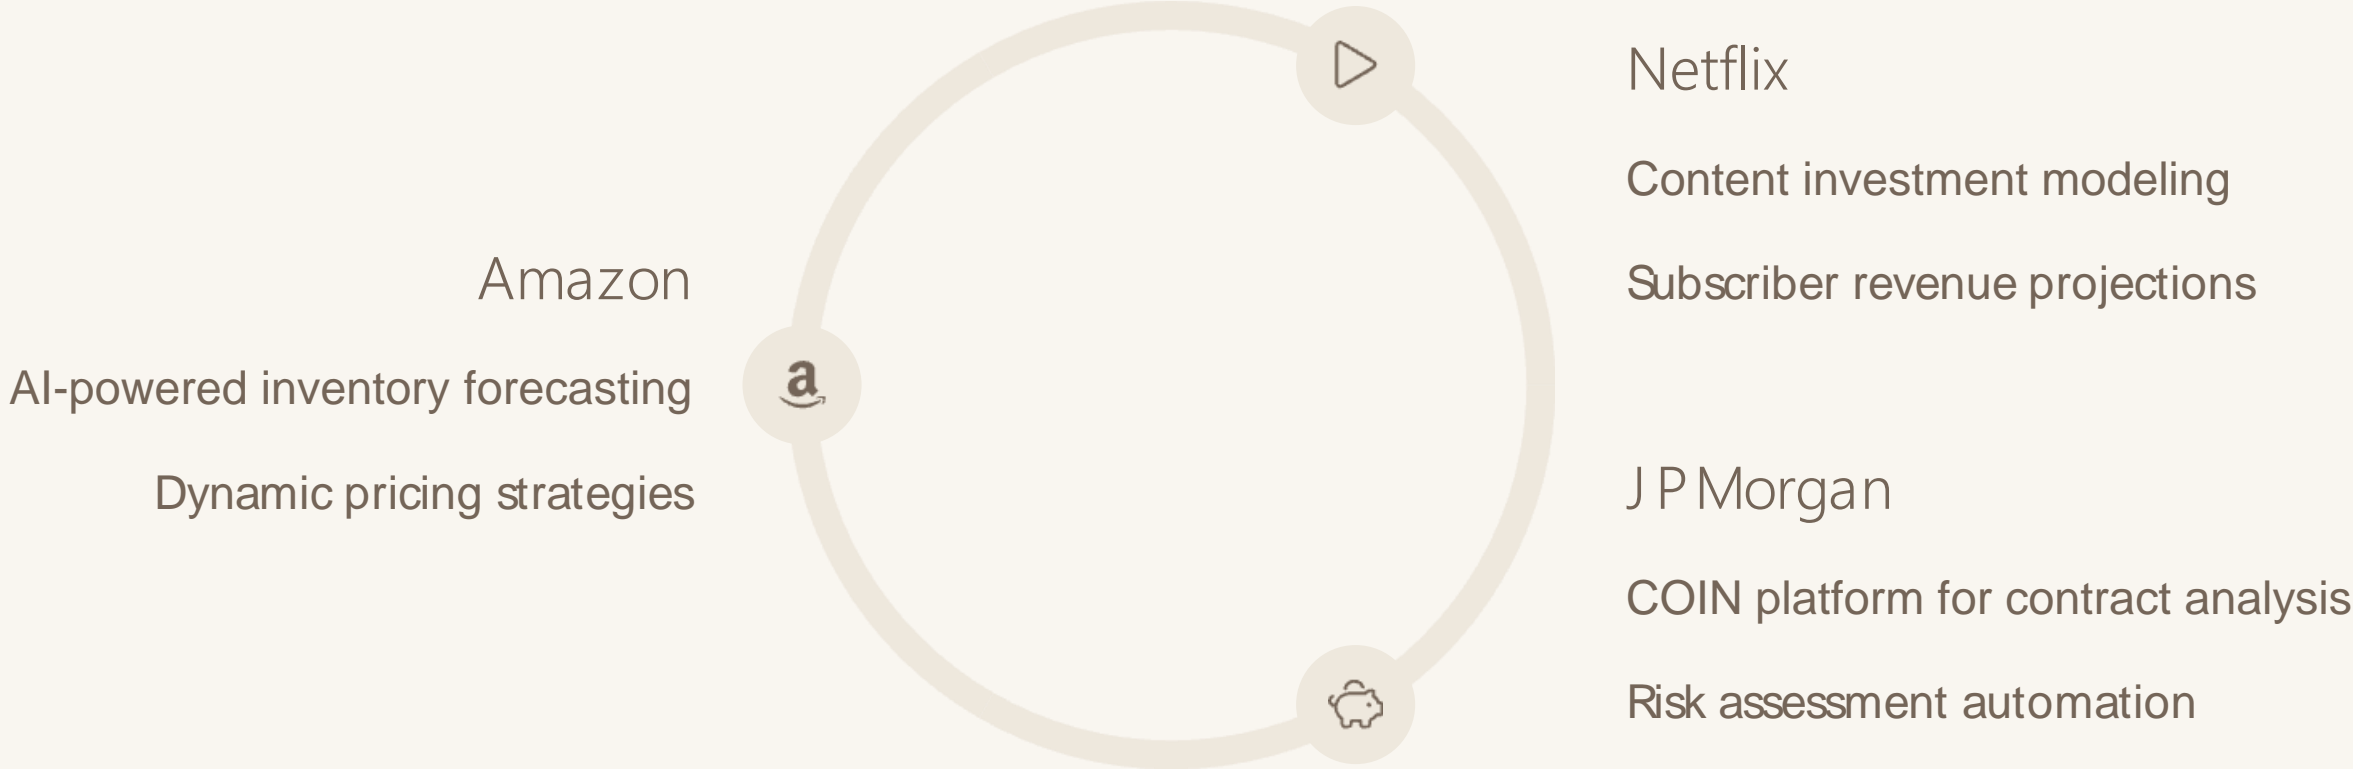 Netflix
Content investment modeling
Subscriber revenue projections
Amazon
AI-powered inventory forecasting
a
Dynamic pricing strategies
JPMorgan
COIN platform for contract analysis
Risk assessment automation